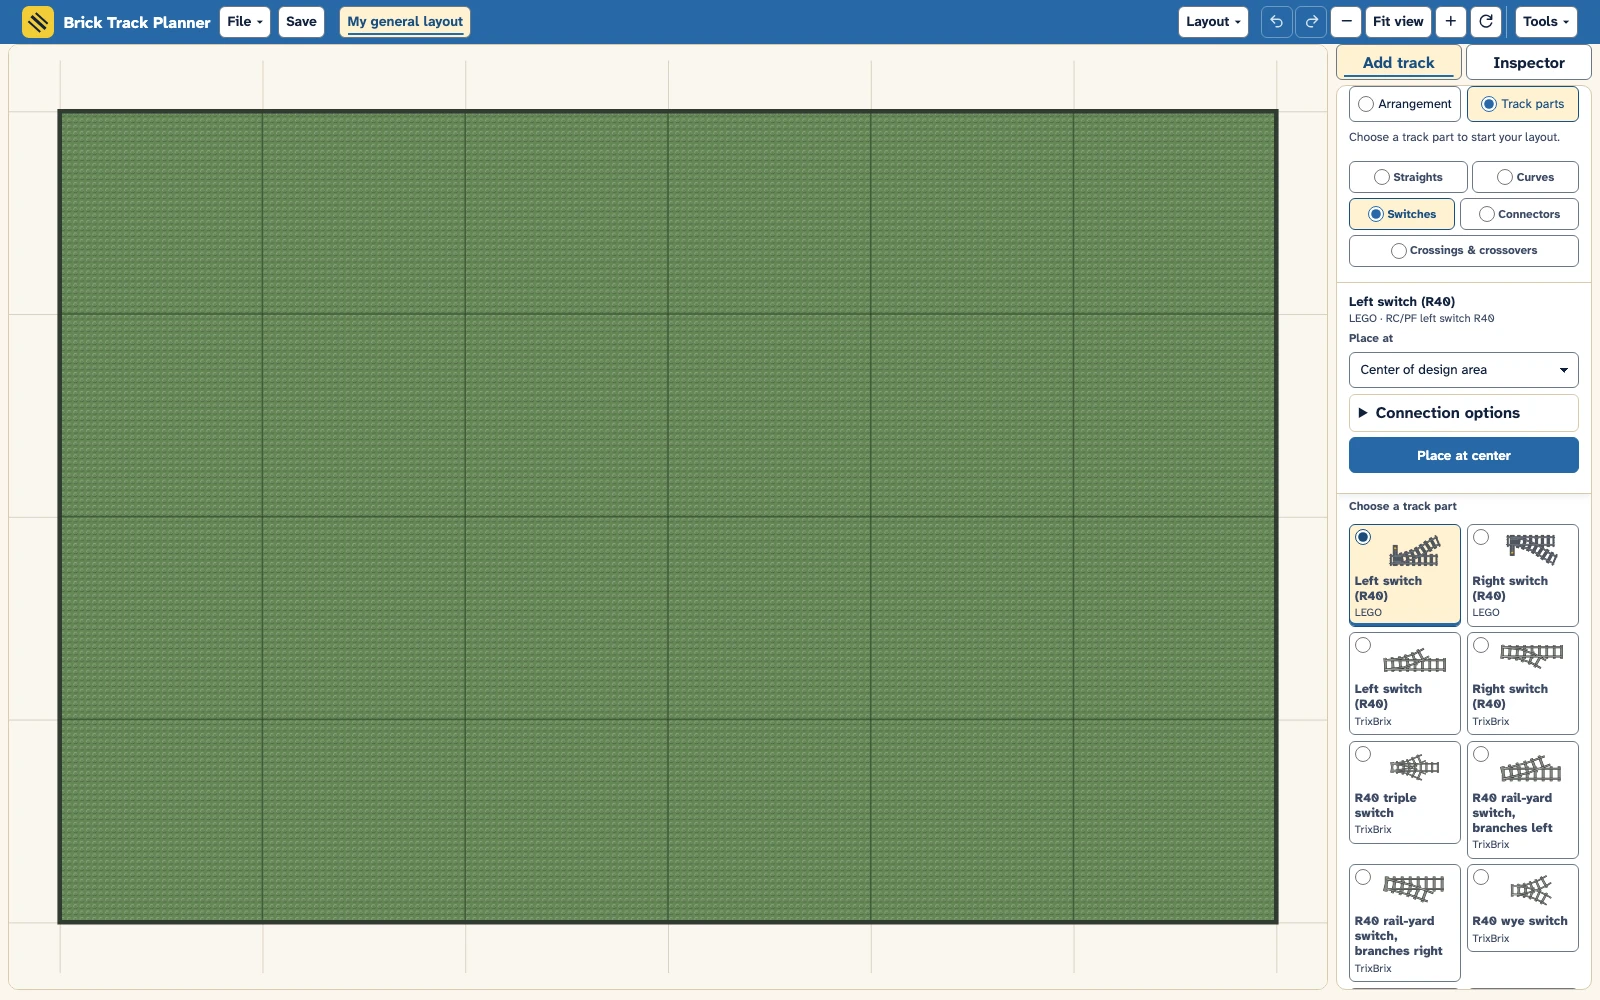 Brick Track Planner
File
Save
My general layout
Layout
Fit view
Tools
Add track
Inspector
Arrangement
Track parts
Choose a track part to start your layout.
Straights
Curves
Switches
Connectors
Crossings & crossovers
Left switch (R40)
LEGO · RC/PF left switch R40
Place at
Center of design area
Connection options
Place at center
Choose a track part
Left switch
(R40)
LEGO
Right switch
(R40)
LEGO
Left switch
(R40)
TrixBrix
Right switch
(R40)
TrixBrix
R40 triple
switch
TrixBrix
R40 rail-yard
switch,
branches left
TrixBrix
R40 rail-yard
switch,
branches right
TrixBrix
R40 wye switch
TrixBrix